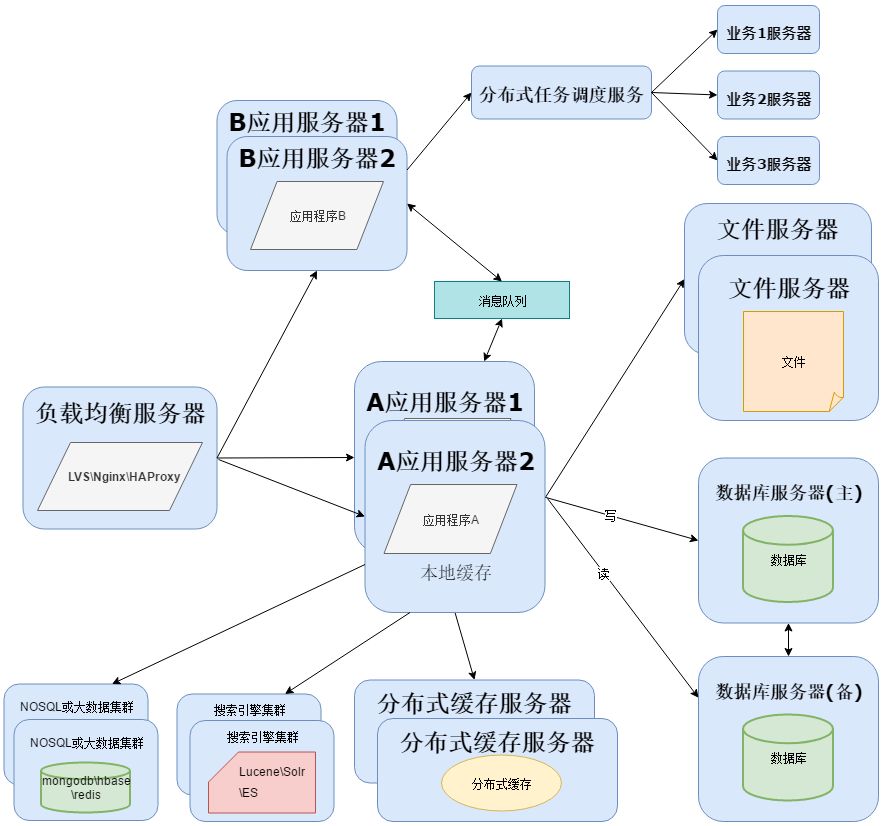 业务1服务器
分布式任务调度服务
业务2服务器
业务3服务器
B应用服务器1
B应用服务器2
应用程序B
消息队列
文件服务器
文件服务器
文件
负载均衡服务器
LVS\Nginx\HAProxy
A应用服务器1
A应用服务器2
应用程序A
本地缓存
写
读
数据库服务器(主)
数据库
数据库服务器(备)
数据库
NOSQL或大数据集群
NOSQL或大数据集群
mongodb\hbase
\redis
搜索引擎集群
搜索引擎集群
Lucene\Solr
\ES
分布式缓存服务器
分布式缓存服务器
分布式缓存